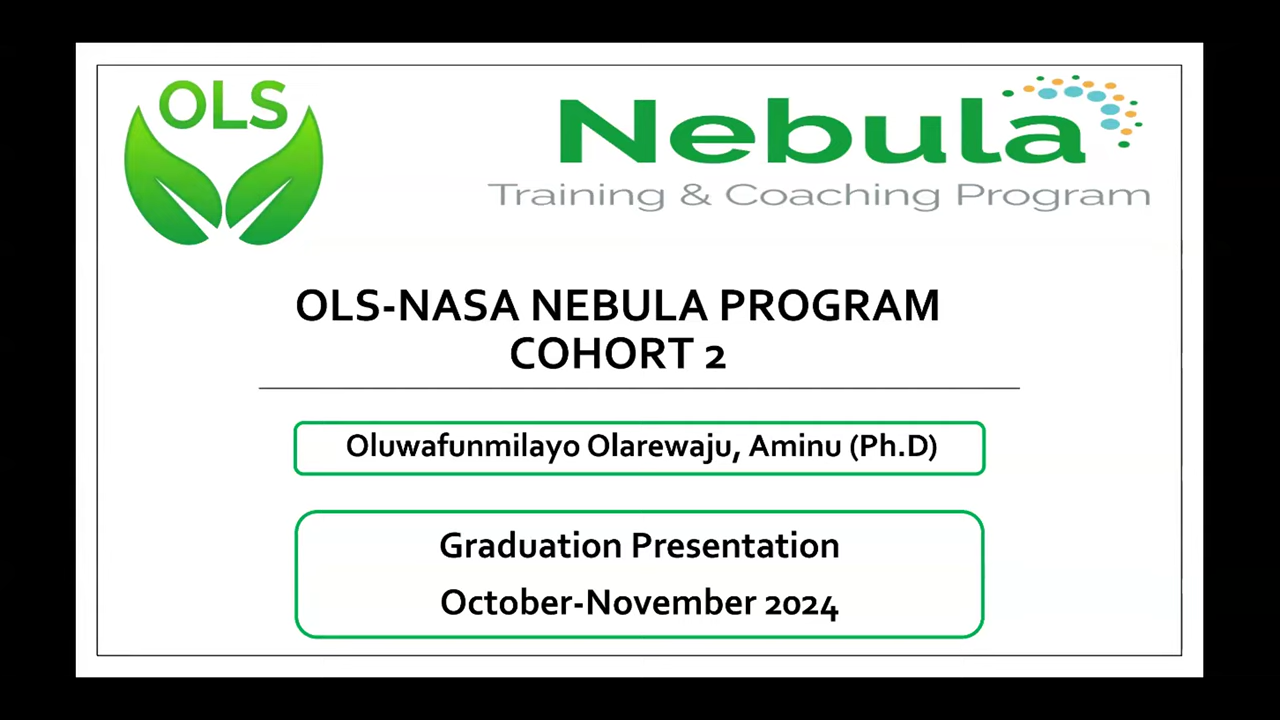 OLS
Nebula
Training & Coaching Program
OLS-NASA NEBULA PROGRAM
COHORT 2
Oluwafunmilayo Olarewaju, Aminu (Ph.D)
Graduation Presentation
October-November 2024